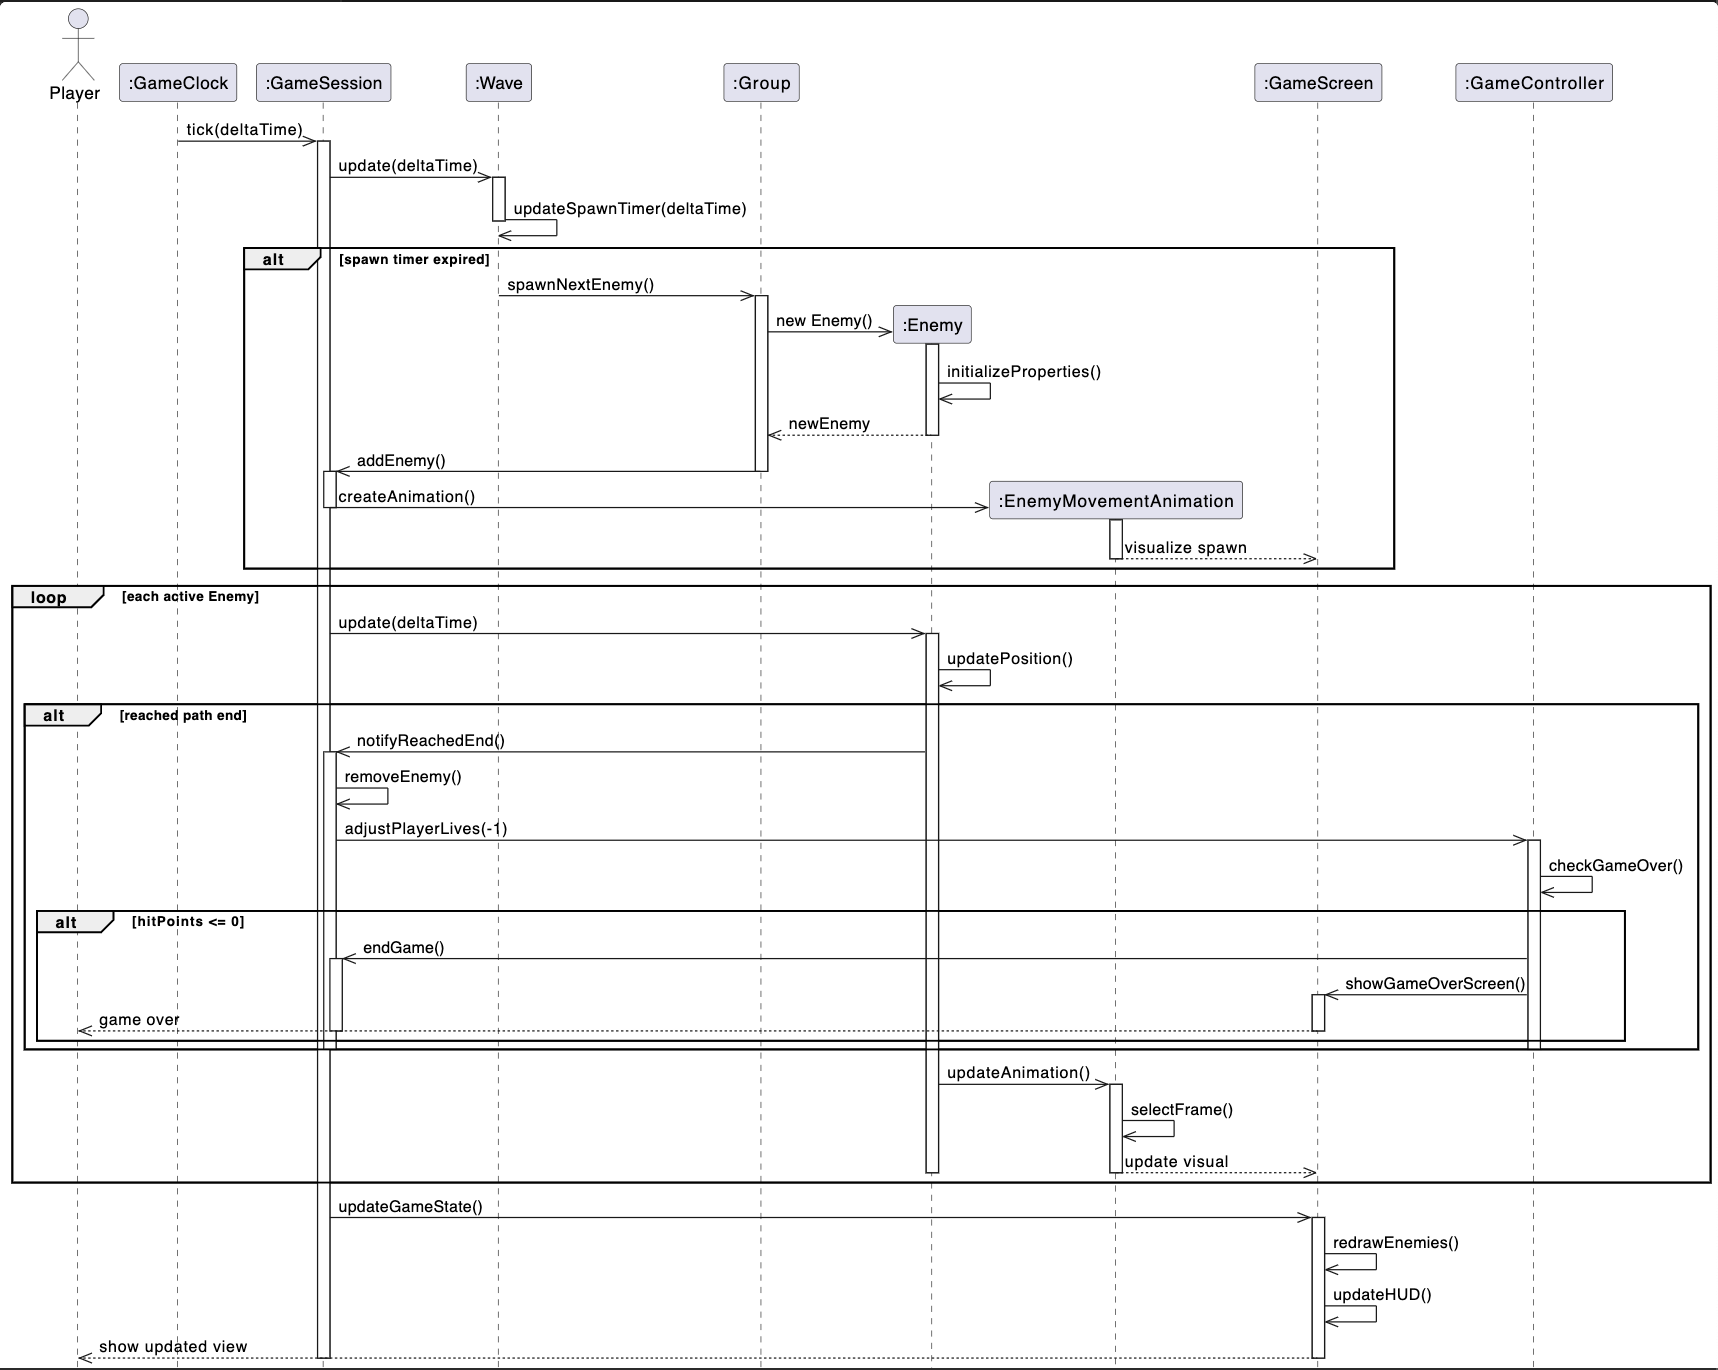 Player
:GameClock
:GameSession
:Wave
:Group
:GameScreen
:GameController
tick(deltaTime)
update(deltaTime)
updateSpawnTimer(deltaTime)
alt
[spawn timer expired]
spawnNextEnemy()
new Enemy()
:Enemy
initializeProperties()
newEnemy
addEnemy()
createAnimation()
:EnemyMovementAnimation
visualize spawn
loop
[each active Enemy]
update(deltaTime)
updatePosition()
alt
[reached path end]
notifyReachedEnd()
removeEnemy()
adjustPlayerLives(-1)
checkGameOver()
alt
[hitPoints <= 0]
endGame()
showGameOverScreen()
game over
updateAnimation()
selectFrame()
update visual
updateGameState()
redrawEnemies()
updateHUD()
show updated view